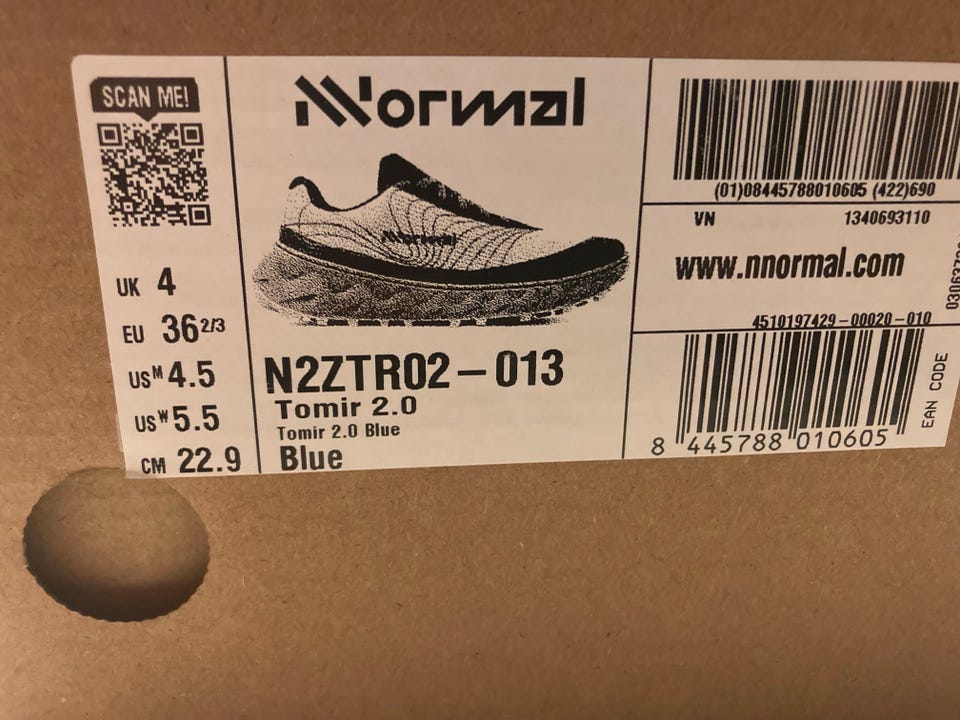 SCAN ME!
UK 4
EU 36 2/3
US M 4.5
US W 5.5
CM 22.9
NNormal
NNormal
N2ZTR02-013
Tomir 2.0
Tomir 2.0 Blue
Blue
(01)08445788010605 (422)690
VN 1340693110
www.nnormal.com
4510197429-00020-010
EAN CODE
8 445788 010605